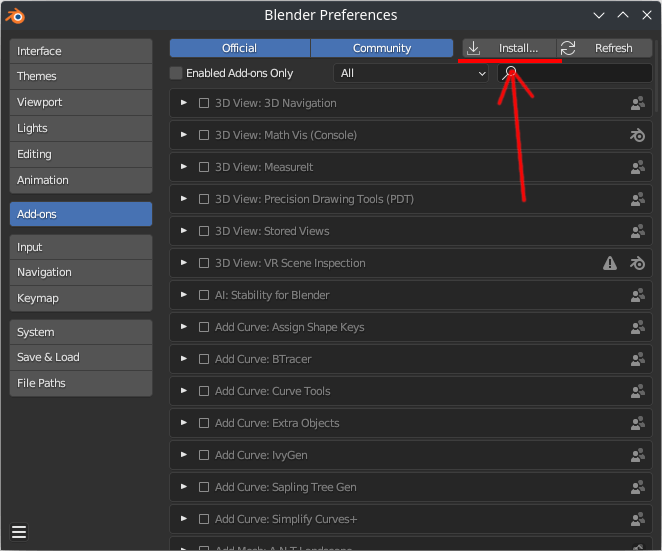 Blender Preferences
Interface
Themes
Viewport
Lights
Editing
Animation
Add-ons
Input
Navigation
Keymap
System
Save & Load
File Paths
Official Community Install... Refresh
Enabled Add-ons Only All
3D View: 3D Navigation
3D View: Math Vis (Console)
3D View: MeasureIt
3D View: Precision Drawing Tools (PDT)
3D View: Stored Views
3D View: VR Scene Inspection
AI: Stability for Blender
Add Curve: Assign Shape Keys
Add Curve: BTracer
Add Curve: Curve Tools
Add Curve: Extra Objects
Add Curve: IvyGen
Add Curve: Sapling Tree Gen
Add Curve: Simplify Curves+
Add Mesh: A.N.T.Landscape